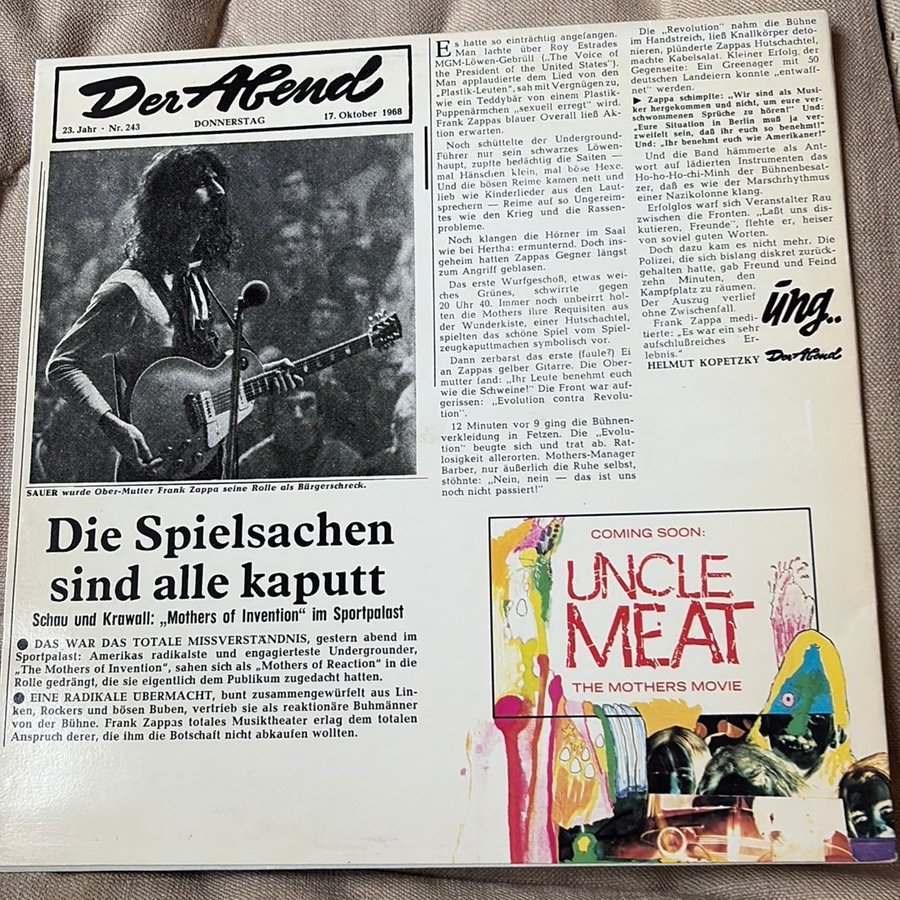 Der Abend
23. Jahr · Nr. 243
DONNERSTAG
17. Oktober 1968
SAUER wurde Ober-Mutter Frank Zappa seine Rolle als Bürgerschreck.
Die Spielsachen
sind alle kaputt
Schau und Krawall: „Mothers of Invention“ im Sportpalast
● DAS WAR DAS TOTALE MISSVERSTÄNDNIS, gestern abend im
Sportpalast: Amerikas radikalste und engagierteste Undergrounder,
„The Mothers of Invention“, sahen sich als „Mothers of Reaction“ in die
Rolle gedrängt, die sie eigentlich dem Publikum zugedacht hatten.
● EINE RADIKALE ÜBERMACHT, bunt zusammengewürfelt aus Lin-
ken, Rockers und bösen Buben, vertrieb sie als reaktionäre Buhmänner
von der Bühne. Frank Zappas totales Musiktheater erlag dem totalen
Anspruch derer, die ihm die Botschaft nicht abkaufen wollten.
Es hatte so einträchtig angefangen.
Man lachte über Roy Estrades
MGM-Löwen-Gebrüll („The Voice of
the President of the United States“).
Man applaudierte dem Lied von den
„Plastik-Leuten“, sah mit Vergnügen zu,
wie ein Teddybär von einem Plastik-
Puppenärmchen „sexuell erregt“ wird.
Frank Zappas blauer Overall ließ Ak-
tion erwarten.
Noch schüttelte der Underground-
Führer nur sein schwarzes Löwen-
haupt, zupfte bedächtig die Saiten —
mal Hänschen klein, mal böse Hexe.
Und die bösen Reime kamen nett und
lieb wie Kinderlieder aus den Laut-
sprechern — Reime auf so Ungereim-
tes wie den Krieg und die Rassen-
probleme.
Noch klangen die Hörner im Saal
wie bei Hertha: ermunternd. Doch ins-
geheim hatten Zappas Gegner längst
zum Angriff geblasen.
Das erste Wurfgeschoß, etwas wei-
ches Grünes, schwirrte gegen
20 Uhr 40. Immer noch unbeirrt hol-
ten die Mothers ihre Requisiten aus
der Wunderkiste, einer Hutschachtel,
spielten das schöne Spiel vom Spiel-
zeugkaputtmachen symbolisch vor.
Dann zerbarst das erste (faule?) Ei
an Zappas gelber Gitarre. Die Ober-
mutter fand: „Ihr Leute benehmt euch
wie die Schweine!“ Die Front war auf-
gerissen: „Evolution contra Revolu-
tion“.
12 Minuten vor 9 ging die Bühnen-
verkleidung in Fetzen. Die „Evolu-
tion“ beugte sich und trat ab. Rat-
losigkeit allerorten. Mothers-Manager
Barber, nur äußerlich die Ruhe selbst,
stöhnte: „Nein, nein — das ist uns
noch nicht passiert!“
Die „Revolution“ nahm die Bühne
im Handstreich, ließ Knallkörper deto-
nieren, plünderte Zappas Hutschachtel,
machte Kabelsalat. Kleiner Erfolg der
Gegenseite: Ein Greenager mit 50
deutschen Landeiern konnte „entwaff-
net“ werden.
▶ Zappa schimpfte: „Wir sind als Musi-
ker hergekommen und nicht, um eure ver-
schwommenen Sprüche zu hören!“ Und:
„Eure Situation in Berlin muß ja ver-
zweifelt sein, daß ihr euch so benehmt!“
Und: „Ihr benehmt euch wie Amerikaner!“
Und die Band hämmerte als Ant-
wort auf lädierten Instrumenten das
Ho-ho-Ho-chi-Minh der Bühnenbesat-
zer, daß es wie der Marschrhythmus
einer Nazikolonne klang.
Erfolglos warf sich Veranstalter Rau
zwischen die Fronten. „Laßt uns dis-
kutieren, Freunde“, flehte er, heiser
von soviel guten Worten.
Doch dazu kam es nicht mehr. Die
Polizei, die sich bislang diskret zurück-
gehalten hatte, gab Freund und Feind
zehn Minuten, den
Kampfplatz zu räumen.
Der Auszug verlief
ohne Zwischenfall.
Frank Zappa medi-
tierte: „Es war ein sehr
aufschlußreiches Er-
lebnis.“
HELMUT KOPETZKY
üng..
Der Abend
COMING SOON:
UNCLE
MEAT
THE MOTHERS MOVIE